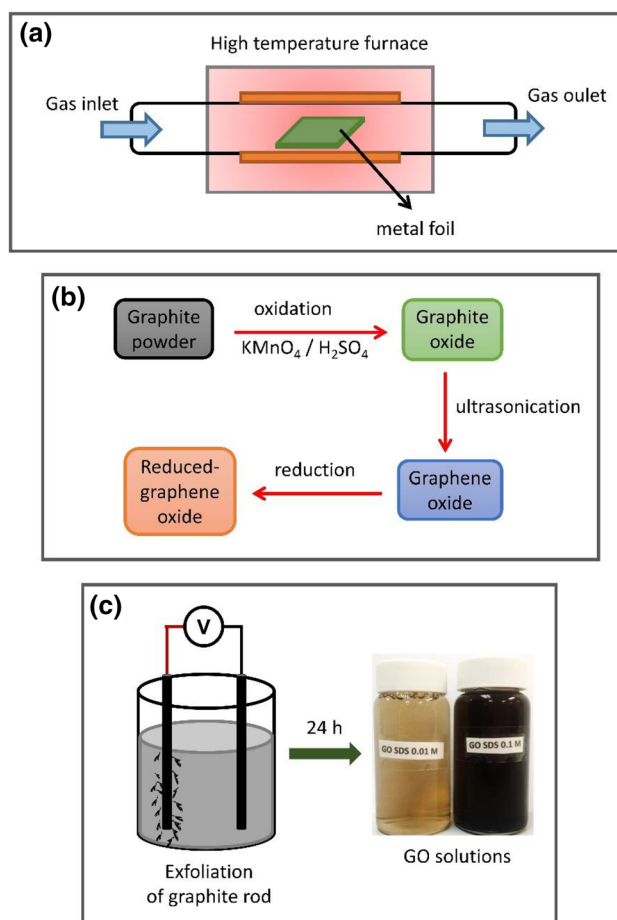 (a)
High temperature furnace
Gas inlet
Gas oulet
metal foil
(b)
Graphite
powder
oxidation
KMnO₄ / H₂SO₄
Graphite
oxide
ultrasonication
Graphene
oxide
reduction
Reduced-
graphene
oxide
(c)
V
24 h
GO SDS 0.01 M
GO SDS 0.1 M
Exfoliation
of graphite rod
GO solutions